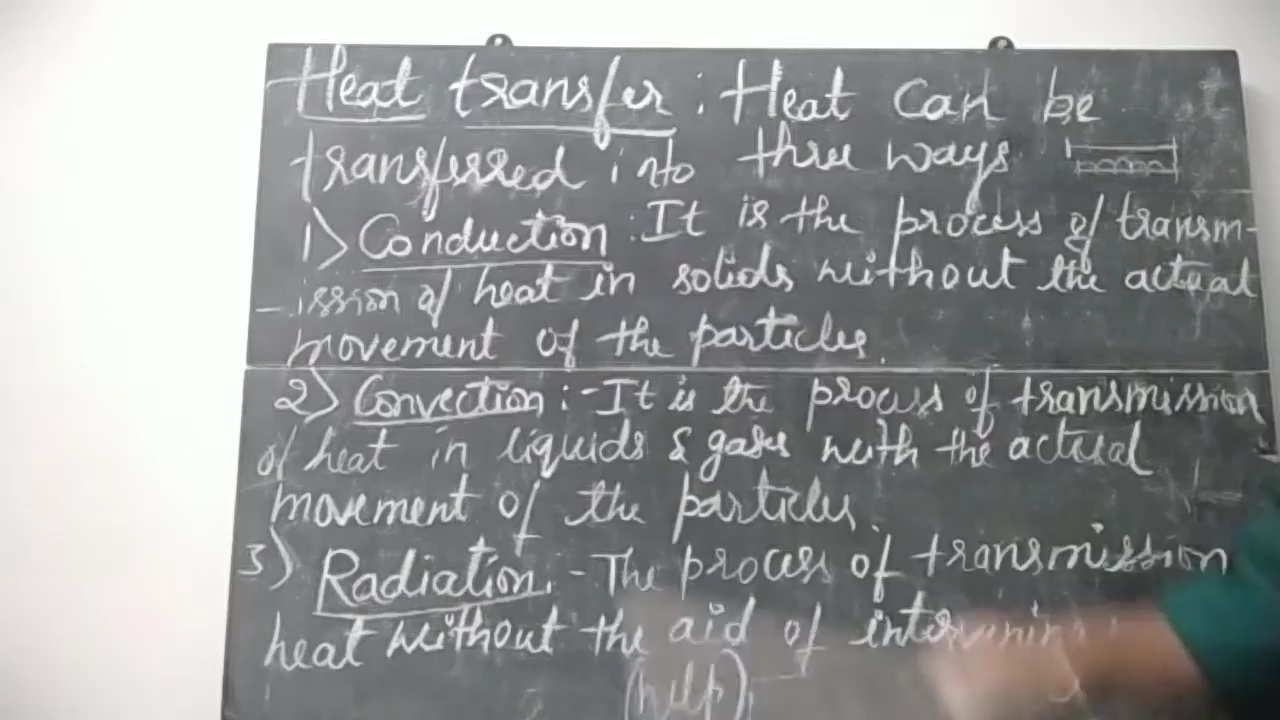 Heat transfer : Heat can be
transferred into three ways
1) Conduction : It is the process of transm-
- ission of heat in solids without the actual
movement of the particles.
2) Convection :- It is the process of transmission
of heat in liquids & gases with the actual
movement of the particles.
3) Radiation. - The process of transmission
heat without the aid of intervening
(help)